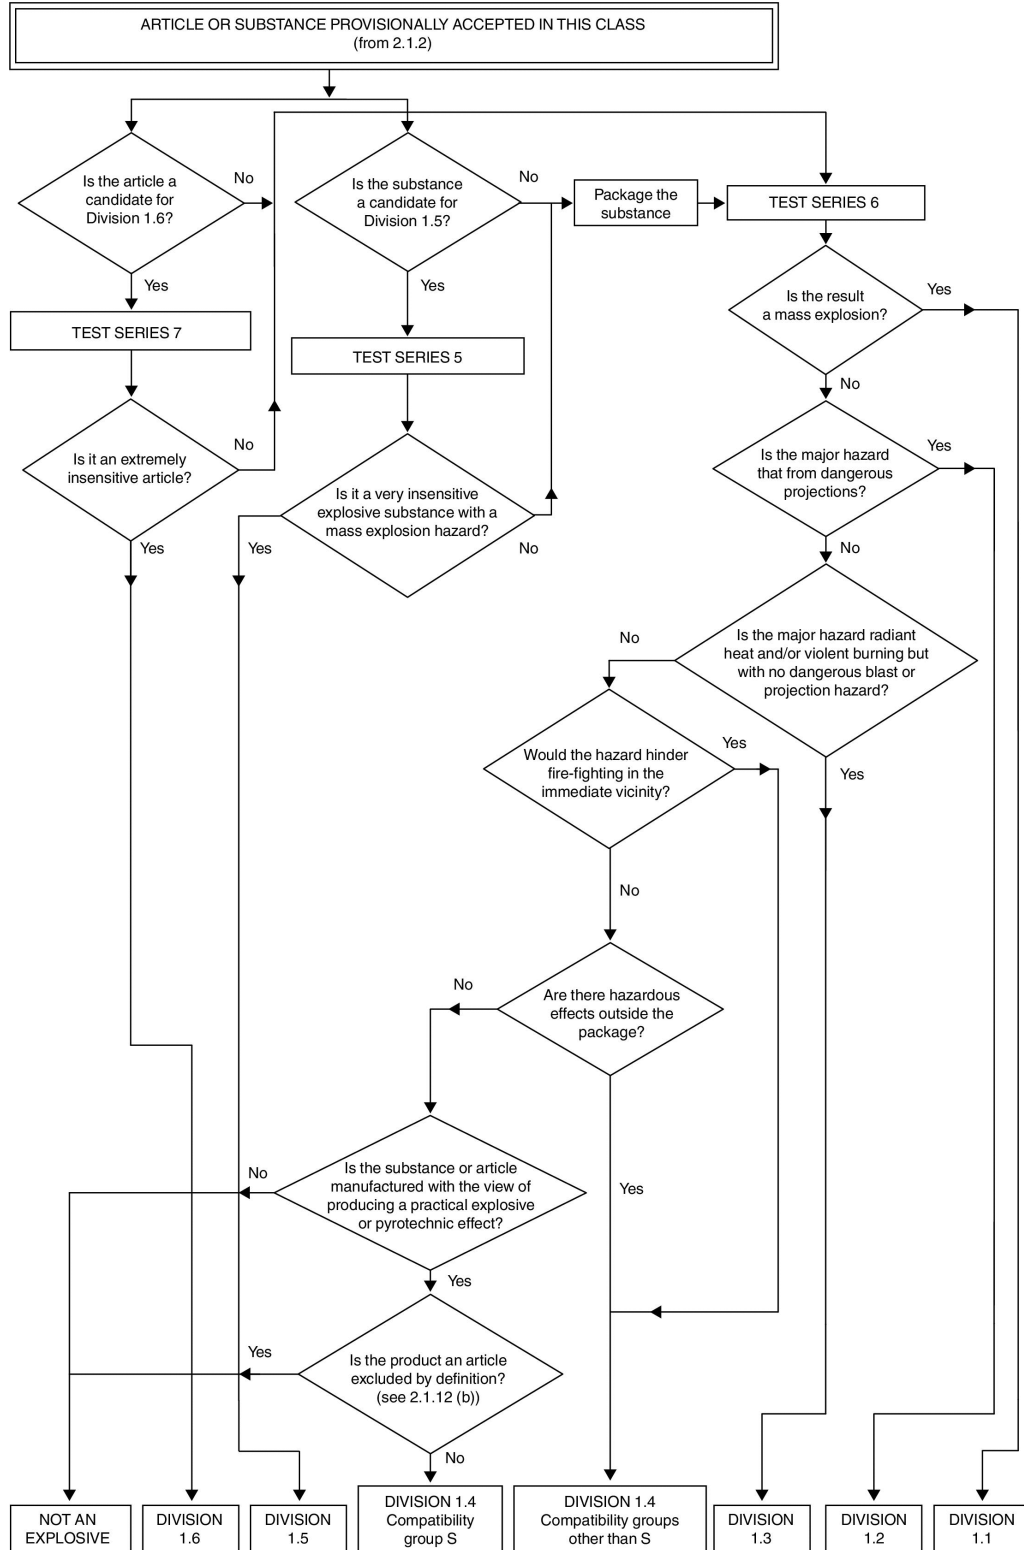 ARTICLE OR SUBSTANCE PROVISIONALLY ACCEPTED IN THIS CLASS
(from 2.1.2)
Is the article a
candidate for
Division 1.6?
No
Yes
Is the substance
a candidate for
Division 1.5?
No
Yes
Package the
substance
TEST SERIES 6
Is the result
a mass explosion?
Yes
No
TEST SERIES 7
TEST SERIES 5
Is it an extremely
insensitive article?
No
Yes
Is it a very insensitive
explosive substance with a
mass explosion hazard?
Yes
No
Is the major hazard
that from dangerous
projections?
Yes
No
Is the major hazard radiant
heat and/or violent burning but
with no dangerous blast or
projection hazard?
No
Yes
Would the hazard hinder
fire-fighting in the
immediate vicinity?
Yes
No
Are there hazardous
effects outside the
package?
No
Yes
Is the substance or article
manufactured with the view of
producing a practical explosive
or pyrotechnic effect?
No
Yes
Is the product an article
excluded by definition?
(see 2.1.12 (b))
Yes
No
NOT AN
EXPLOSIVE
DIVISION
1.6
DIVISION
1.5
DIVISION 1.4
Compatibility
group S
DIVISION 1.4
Compatibility groups
other than S
DIVISION
1.3
DIVISION
1.2
DIVISION
1.1